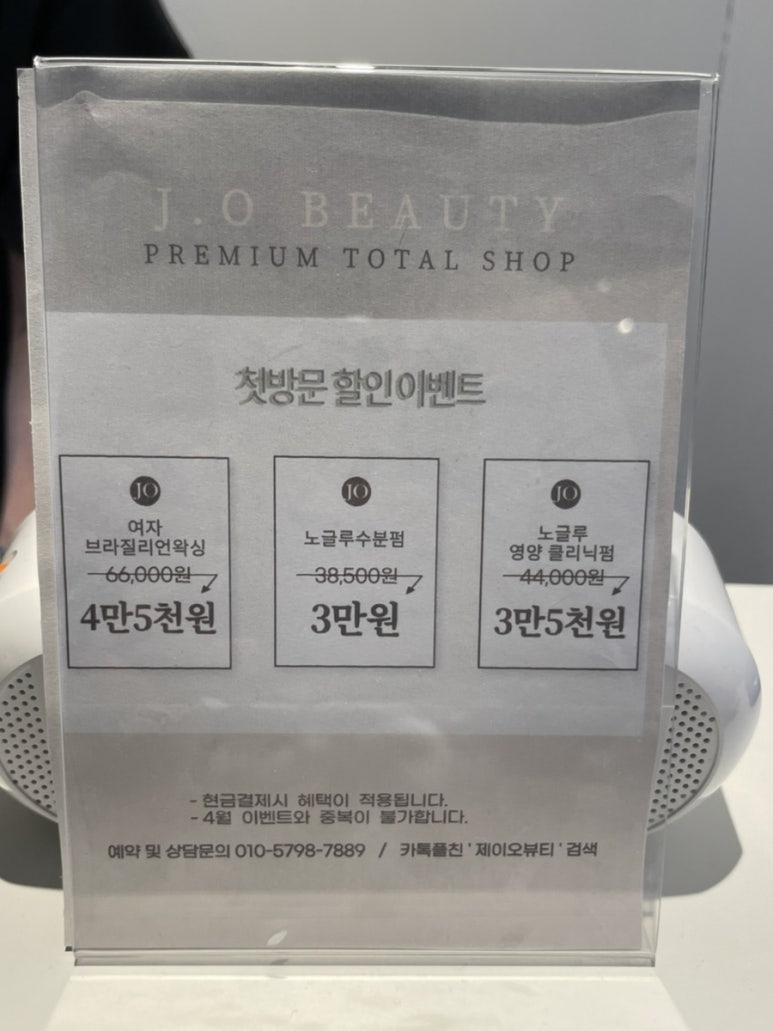 J.O BEAUTY
PREMIUM TOTAL SHOP
첫방문 할인이벤트
JO
여자
브라질리언왁싱
66,000원
4만5천원
JO
노글루수분펌
38,500원
3만원
JO
노글루
영양 클리닉펌
44,000원
3만5천원
- 현금결제시 혜택이 적용됩니다.
- 4월 이벤트와 중복이 불가합니다.
예약 및 상담문의 010-5798-7889 / 카톡플친 ' 제이오뷰티 ' 검색